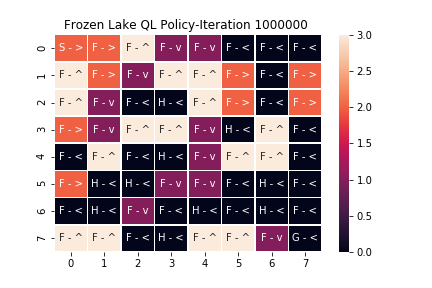 Frozen Lake QL Policy-Iteration 1000000
0 S - > F - > F - ^ F - v F - v F - < F - < F - < 3.0
1 F - ^ F - > F - v F - ^ F - ^ F - > F - < F - > 2.5
2 F - ^ F - v F - < H - < F - ^ F - > F - < F - > 2.0
3 F - > F - v F - ^ F - ^ F - v H - < F - ^ F - < 1.5
4 F - < F - ^ F - < H - < F - v F - ^ F - ^ F - < 1.0
5 F - > H - < H - < F - v F - v F - < H - < F - < 0.5
6 F - < H - < F - v F - < H - < F - < H - < F - < 0.0
7 F - ^ F - ^ F - < H - < F - ^ F - ^ F - v G - <
0 1 2 3 4 5 6 7